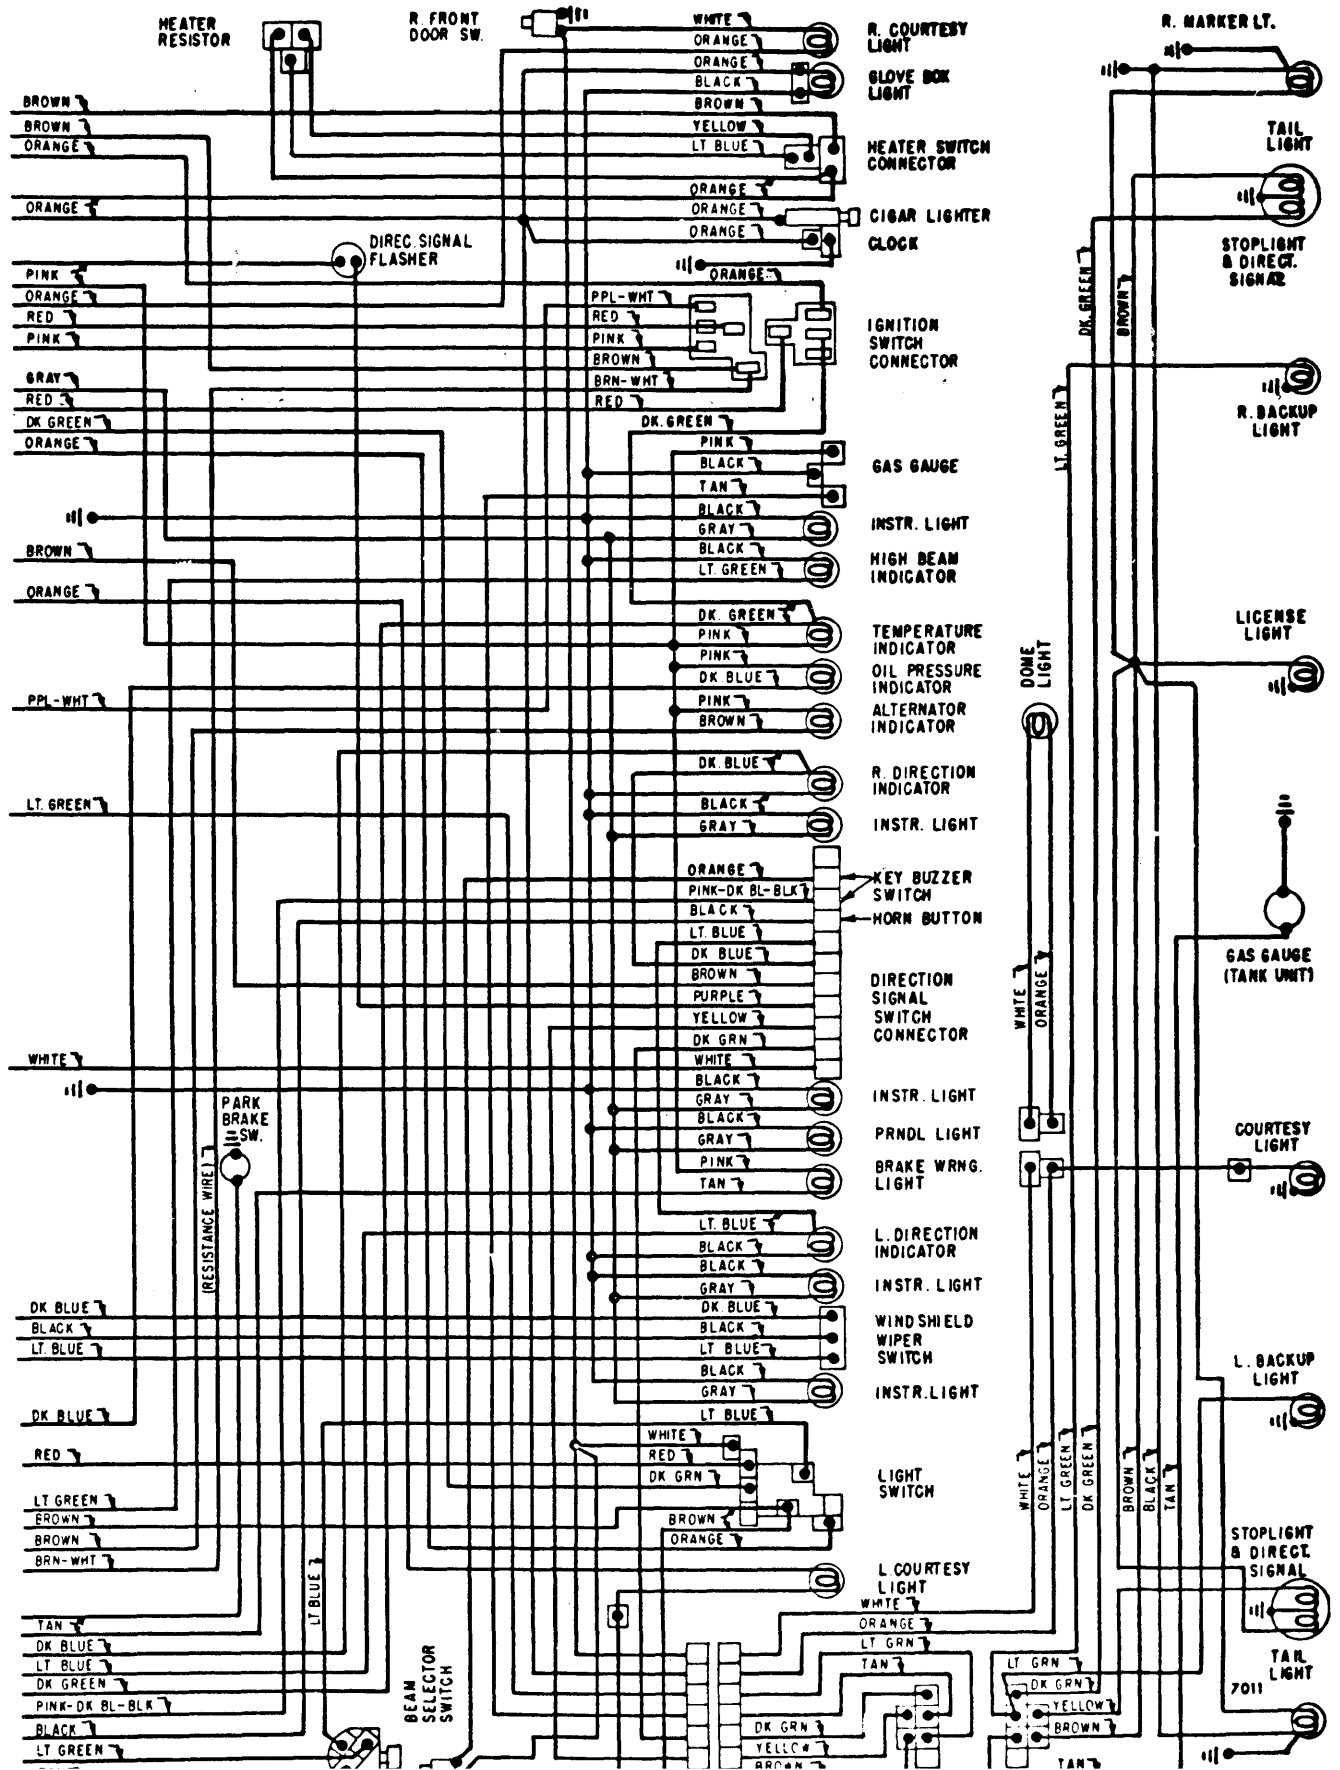 HEATER
RESISTOR
R. FRONT
DOOR SW.
WHITE
ORANGE
R. COURTESY
LIGHT
ORANGE
BLACK
GLOVE BOX
LIGHT
R. MARKER LT.
BROWN
BROWN
BROWN
YELLOW
ORANGE
LT BLUE
HEATER SWITCH
CONNECTOR
TAIL
LIGHT
ORANGE
ORANGE
ORANGE
CIGAR LIGHTER
ORANGE
CLOCK
DIREC. SIGNAL
FLASHER
STOPLIGHT
& DIRECT.
SIGNAL
PINK
ORANGE
ORANGE
PPL-WHT
RED
RED
PINK
PINK
BROWN
IGNITION
SWITCH
CONNECTOR
DK. GREEN
BROWN
GRAY
BRN-WHT
RED
RED
DK GREEN
DK. GREEN
ORANGE
PINK
BLACK
TAN
GAS GAUGE
LT. GREEN
R. BACKUP
LIGHT
BLACK
GRAY
INSTR. LIGHT
BROWN
BLACK
LT. GREEN
HIGH BEAM
INDICATOR
ORANGE
DK. GREEN
PINK
TEMPERATURE
INDICATOR
LICENSE
LIGHT
PINK
DK. BLUE
OIL PRESSURE
INDICATOR
DOME
LIGHT
PPL-WHT
PINK
BROWN
ALTERNATOR
INDICATOR
DK. BLUE
R. DIRECTION
INDICATOR
LT. GREEN
BLACK
GRAY
INSTR. LIGHT
ORANGE
PINK-DK BL-BLK
BLACK
KEY BUZZER
SWITCH
HORN BUTTON
LT. BLUE
DK BLUE
BROWN
PURPLE
YELLOW
DK GRN
WHITE
DIRECTION
SIGNAL
SWITCH
CONNECTOR
WHITE
ORANGE
GAS GAUGE
(TANK UNIT)
WHITE
BLACK
GRAY
INSTR. LIGHT
PARK
BRAKE
SW.
BLACK
GRAY
PRNDL LIGHT
COURTESY
LIGHT
PINK
TAN
BRAKE WRNG.
LIGHT
(RESISTANCE WIRE)
LT. BLUE
BLACK
L. DIRECTION
INDICATOR
BLACK
GRAY
INSTR. LIGHT
DK BLUE
BLACK
LT. BLUE
DK. BLUE
BLACK
LT BLUE
WINDSHIELD
WIPER
SWITCH
BLACK
GRAY
INSTR. LIGHT
L. BACKUP
LIGHT
DK BLUE
LT BLUE
WHITE
RED
RED
DK GRN
LIGHT
SWITCH
WHITE
ORANGE
LT GREEN
DK GREEN
BROWN
BLACK
TAN
LT GREEN
BROWN
BROWN
BROWN
ORANGE
BRN-WHT
LT BLUE
STOPLIGHT
& DIRECT.
SIGNAL
L. COURTESY
LIGHT
WHITE
ORANGE
LT GRN
TAN
TAN
DK BLUE
LT BLUE
DK GREEN
PINK-DK BL-BLK
BLACK
LT GREEN
BEAM
SELECTOR
SWITCH
DK GRN
YELLOW
BROWN
LT GRN
DK GRN
YELLOW
BROWN
TAN
TAIL
LIGHT
7011